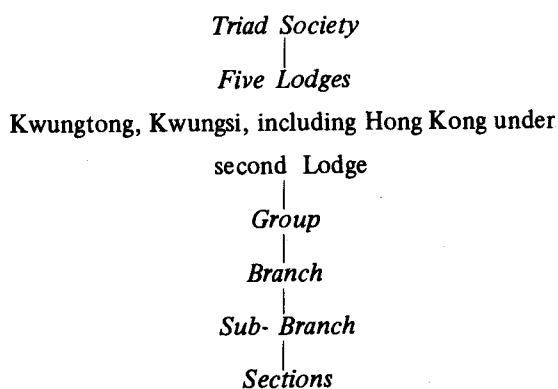 Triad Society
Five Lodges
Kwungtong, Kwungsi, including Hong Kong under
second Lodge
Group
Branch
Sub- Branch
Sections